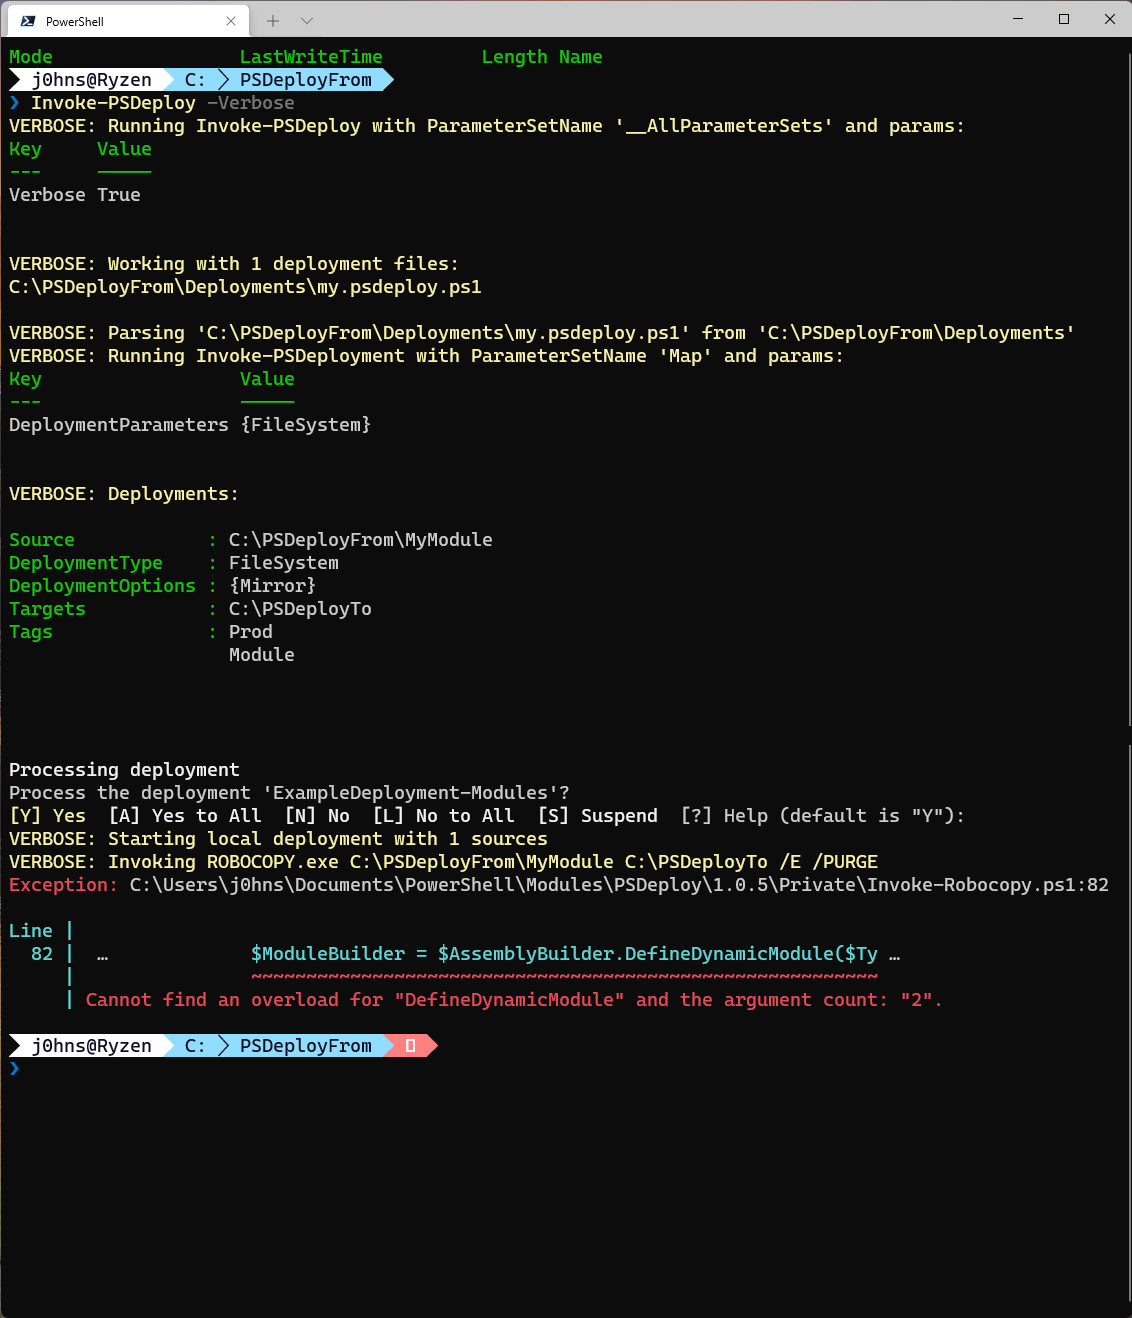 PowerShell
Mode LastWriteTime Length Name
j0hns@Ryzen C: PSDeployFrom
❯ Invoke-PSDeploy -Verbose
VERBOSE: Running Invoke-PSDeploy with ParameterSetName '__AllParameterSets' and params:
Key Value
--- -----
Verbose True
VERBOSE: Working with 1 deployment files:
C:\PSDeployFrom\Deployments\my.psdeploy.ps1
VERBOSE: Parsing 'C:\PSDeployFrom\Deployments\my.psdeploy.ps1' from 'C:\PSDeployFrom\Deployments'
VERBOSE: Running Invoke-PSDeployment with ParameterSetName 'Map' and params:
Key Value
--- -----
DeploymentParameters {FileSystem}
VERBOSE: Deployments:
Source : C:\PSDeployFrom\MyModule
DeploymentType : FileSystem
DeploymentOptions : {Mirror}
Targets : C:\PSDeployTo
Tags : Prod
Module
Processing deployment
Process the deployment 'ExampleDeployment-Modules'?
[Y] Yes [A] Yes to All [N] No [L] No to All [S] Suspend [?] Help (default is "Y"):
VERBOSE: Starting local deployment with 1 sources
VERBOSE: Invoking ROBOCOPY.exe C:\PSDeployFrom\MyModule C:\PSDeployTo /E /PURGE
Exception: C:\Users\j0hns\Documents\PowerShell\Modules\PSDeploy\1.0.5\Private\Invoke-Robocopy.ps1:82
Line |
82 | … $ModuleBuilder = $AssemblyBuilder.DefineDynamicModule($Ty …
| ~~~~~~~~~~~~~~~~~~~~~~~~~~~~~~~~~~~~~~~~~~~~~~~~~~~~~~~~~
| Cannot find an overload for "DefineDynamicModule" and the argument count: "2".
j0hns@Ryzen C: PSDeployFrom
❯